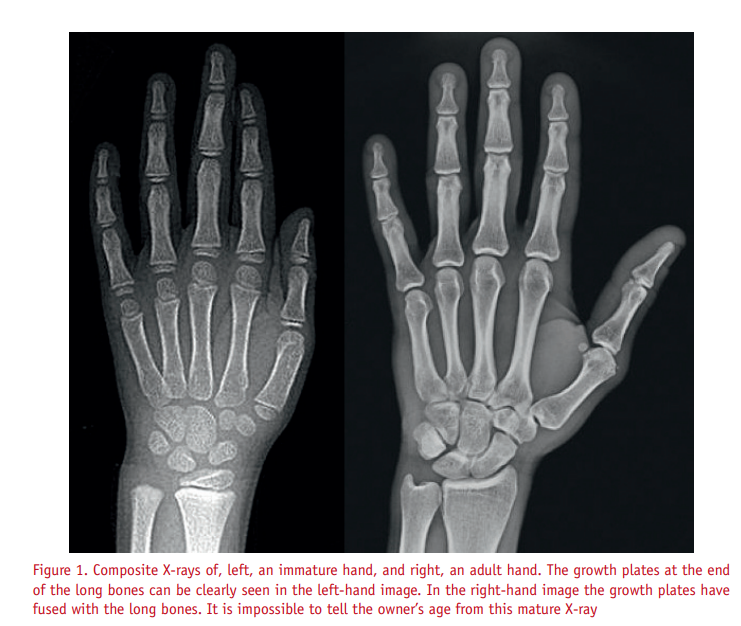 Figure 1. Composite X-rays of, left, an immature hand, and right, an adult hand. The growth plates at the end
of the long bones can be clearly seen in the left-hand image. In the right-hand image the growth plates have
fused with the long bones. It is impossible to tell the owner's age from this mature X-ray